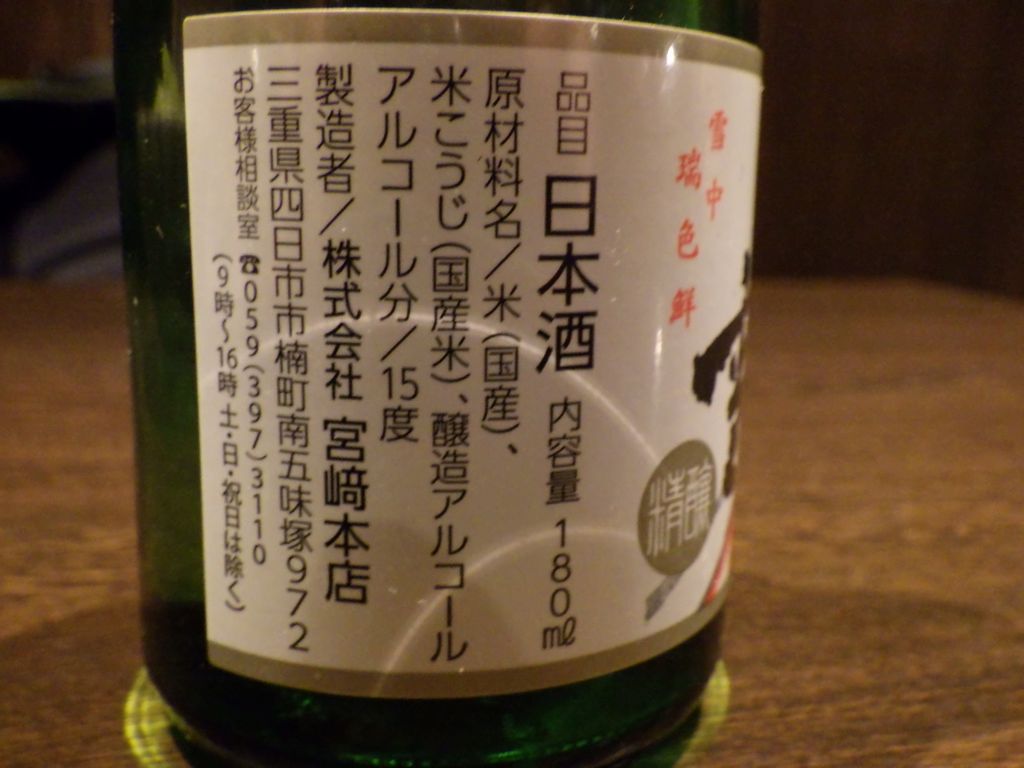 雪中
瑞色鮮
醸精
品目 日本酒 内容量 180ml
原材料名/米(国産)、
米こうじ(国産米)、醸造アルコール
アルコール分/15度
製造者/株式会社 宮﨑本店
三重県四日市市楠町南五味塚972
お客様相談室 ☎059(397)3110
(9時~16時 土・日・祝日は除く)